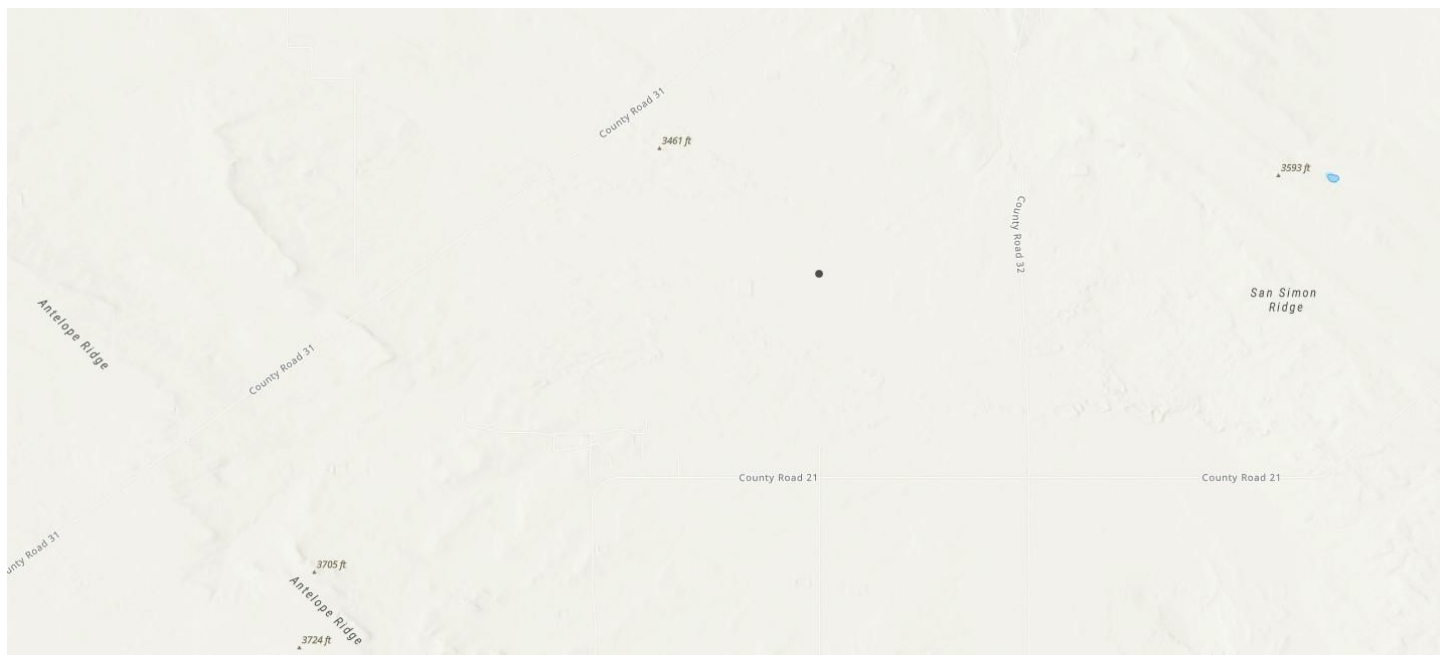 County Road 31
3461 ft
3593 ft
County Road 32
San Simon
Ridge
Antelope Ridge
County Road 31
County Road 21
County Road 21
unty Road 31
3705 ft
Antelope Ridge
3724 ft